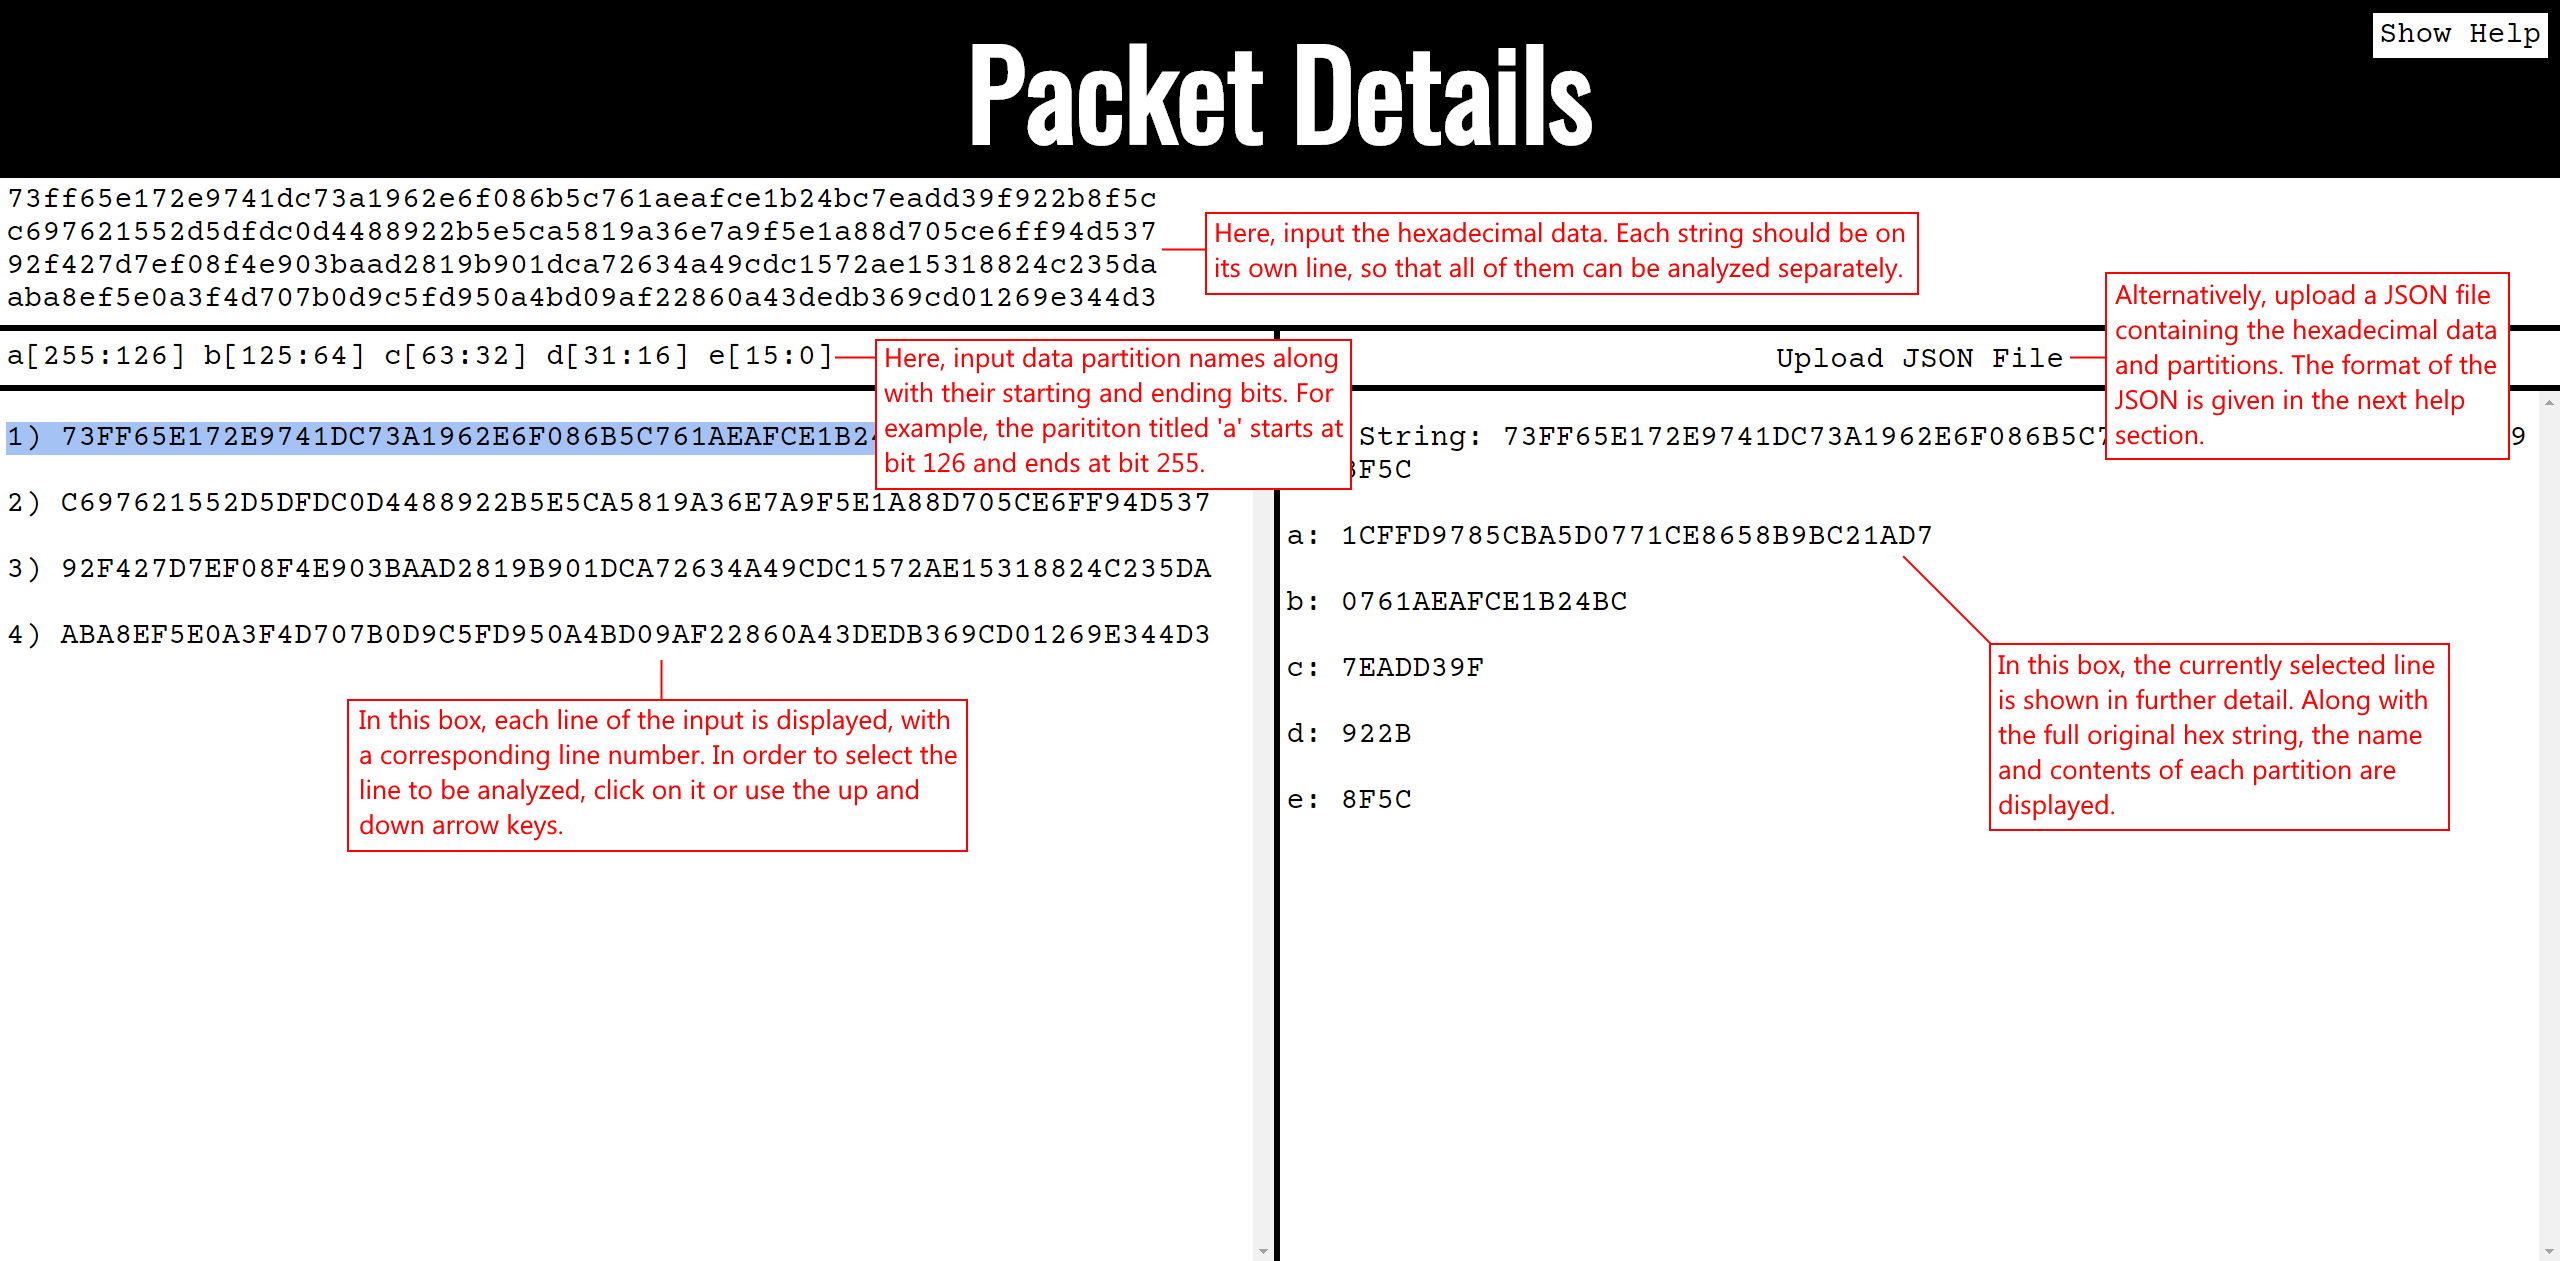 Show Help
Packet Details
73ff65e172e9741dc73a1962e6f086b5c761aeafce1b24bc7eadd39f922b8f5c
c697621552d5dfdc0d4488922b5e5ca5819a36e7a9f5e1a88d705ce6ff94d537
92f427d7ef08f4e903baad2819b901dca72634a49cdc1572ae15318824c235da
aba8ef5e0a3f4d707b0d9c5fd950a4bd09af22860a43dedb369cd01269e344d3
Here, input the hexadecimal data. Each string should be on
its own line, so that all of them can be analyzed separately.
a[255:126] b[125:64] c[63:32] d[31:16] e[15:0]
Here, input data partition names along
with their starting and ending bits. For
example, the parititon titled 'a' starts at
bit 126 and ends at bit 255.
Upload JSON File
Alternatively, upload a JSON file
containing the hexadecimal data
and partitions. The format of the
JSON is given in the next help
section.
1) 73FF65E172E9741DC73A1962E6F086B5C761AEAFCE1B24
2) C697621552D5DFDC0D4488922B5E5CA5819A36E7A9F5E1A88D705CE6FF94D537
3) 92F427D7EF08F4E903BAAD2819B901DCA72634A49CDC1572AE15318824C235DA
4) ABA8EF5E0A3F4D707B0D9C5FD950A4BD09AF22860A43DEDB369CD01269E344D3
In this box, each line of the input is displayed, with
a corresponding line number. In order to select the
line to be analyzed, click on it or use the up and
down arrow keys.
String: 73FF65E172E9741DC73A1962E6F086B5C7 9
8F5C
a: 1CFFD9785CBA5D0771CE8658B9BC21AD7
b: 0761AEAFCE1B24BC
c: 7EADD39F
d: 922B
e: 8F5C
In this box, the currently selected line
is shown in further detail. Along with
the full original hex string, the name
and contents of each partition are
displayed.